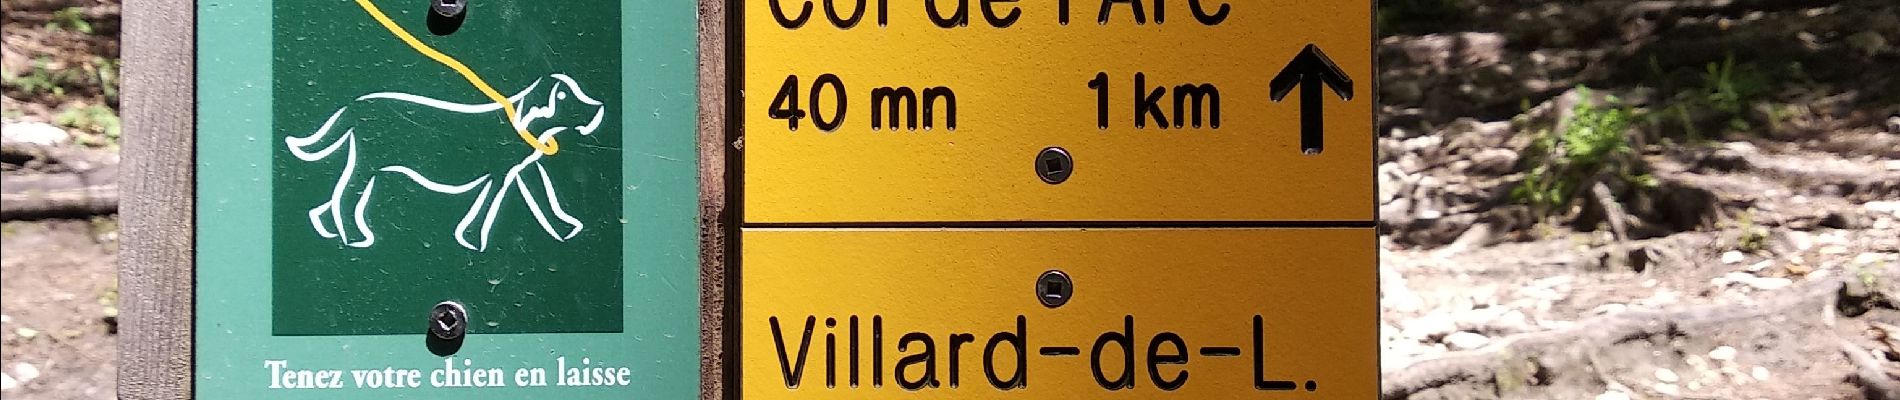 Tenez votre chien en laisse
Col de l'Arc
40 mn 1 km
Villard-de-L.